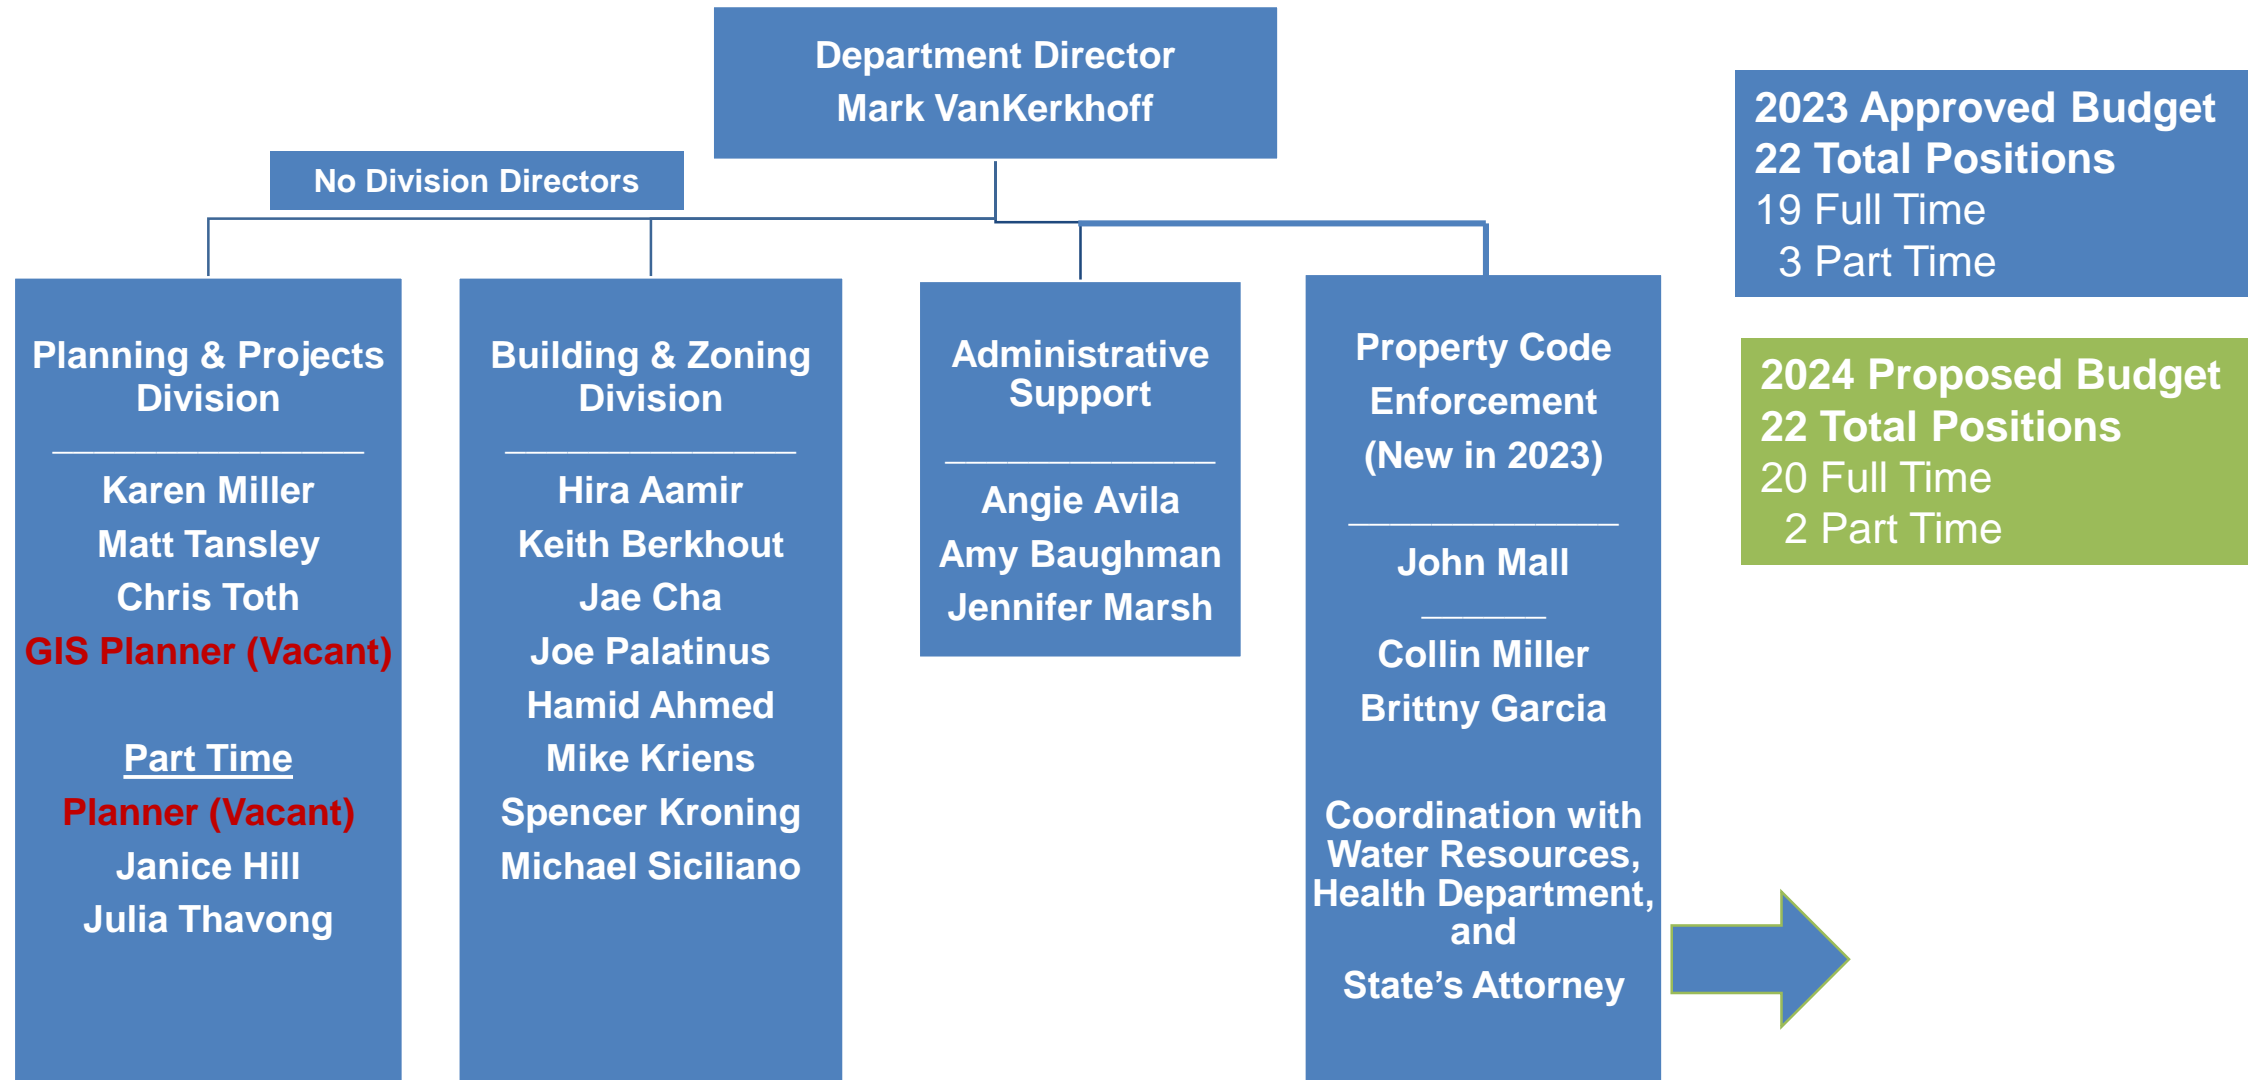 Department Director
Mark VanKerkhoff
No Division Directors
Planning & Projects
Division
Karen Miller
Matt Tansley
Chris Toth
GIS Planner (Vacant)
Part Time
Planner (Vacant)
Janice Hill
Julia Thavong
Building & Zoning
Division
Hira Aamir
Keith Berkhout
Jae Cha
Joe Palatinus
Hamid Ahmed
Mike Kriens
Spencer Kroning
Michael Siciliano
Administrative
Support
Angie Avila
Amy Baughman
Jennifer Marsh
Property Code
Enforcement
(New in 2023)
John Mall
Collin Miller
Brittny Garcia
Coordination with
Water Resources,
Health Department,
and
State’s Attorney
2023 Approved Budget
22 Total Positions
19 Full Time
3 Part Time
2024 Proposed Budget
22 Total Positions
20 Full Time
2 Part Time